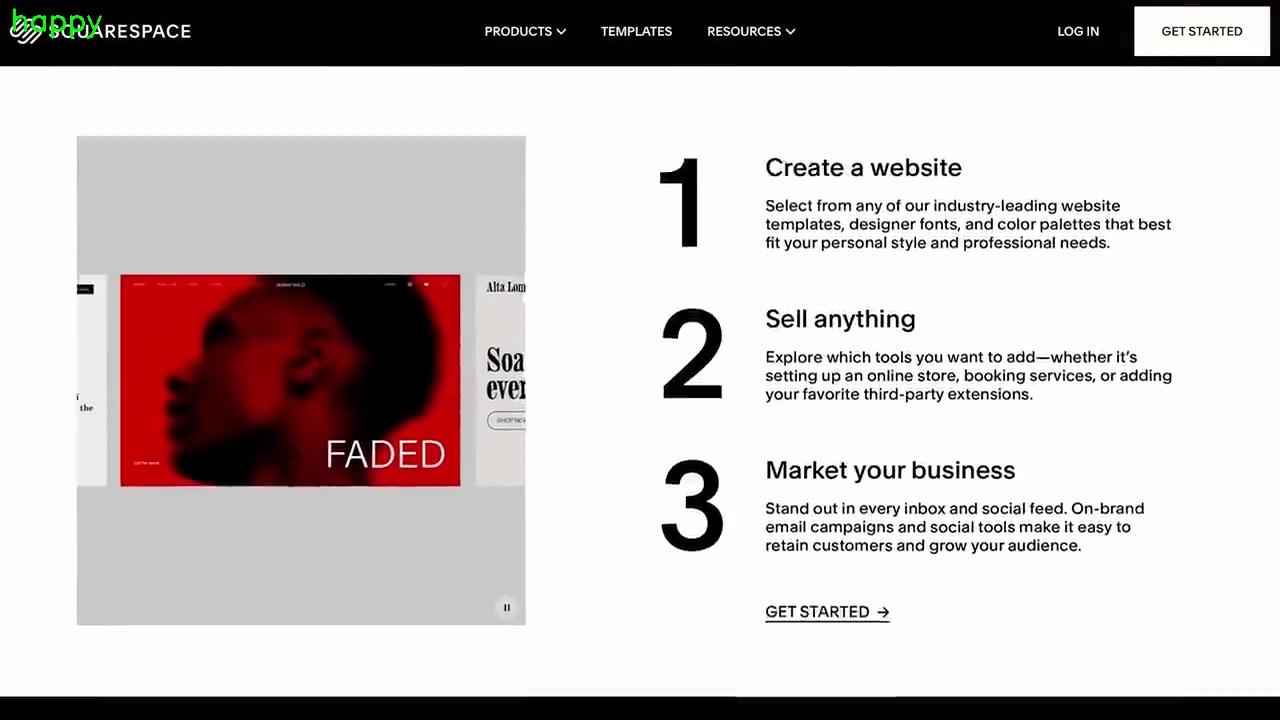 happy
SQUARESPACE
PRODUCTS
TEMPLATES
RESOURCES
LOG IN
GET STARTED
1
Create a website
Select from any of our industry-leading website
templates, designer fonts, and color palettes that best
fit your personal style and professional needs.
2
Sell anything
Explore which tools you want to add—whether it's
setting up an online store, booking services, or adding
your favorite third-party extensions.
3
Market your business
Stand out in every inbox and social feed. On-brand
email campaigns and social tools make it easy to
retain customers and grow your audience.
GET STARTED →
the
FADED
Alta Lom
Soa
ever
SHOP NOW